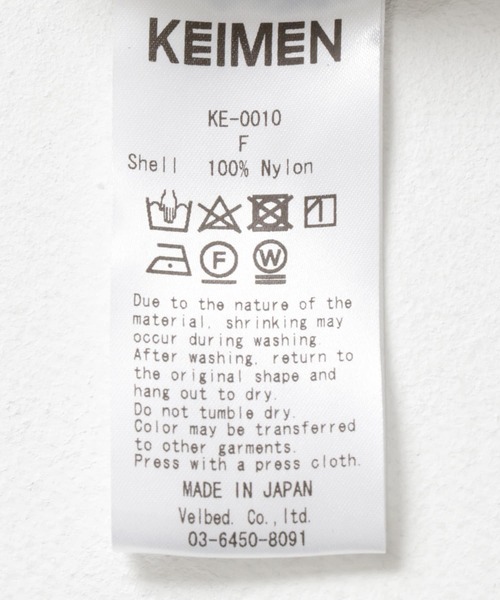 KEIMEN
KE-0010
F
Shell 100% Nylon
F W
Due to the nature of the
material, shrinking may
occur during washing.
After washing, return to
the original shape and
hang out to dry.
Do not tumble dry.
Color may be transferred
to other garments.
Press with a press cloth.
MADE IN JAPAN
Velbed. Co.,ltd.
03-6450-8091